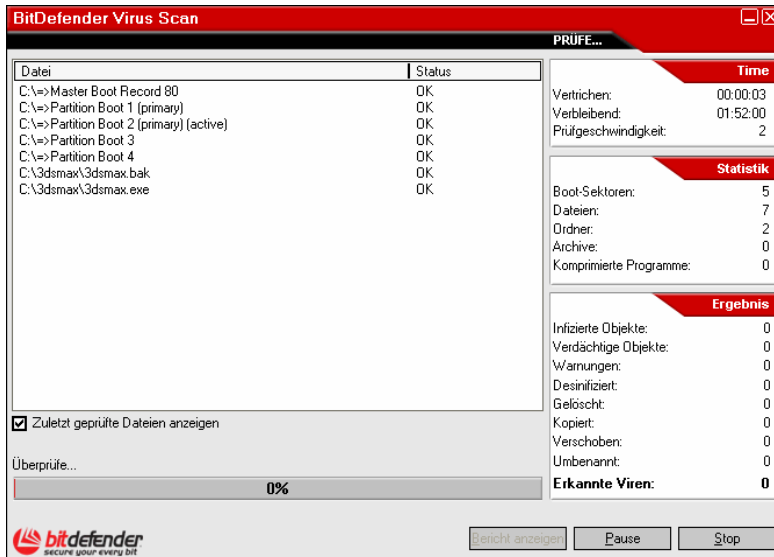 BitDefender Virus Scan
PRÜFE...
Datei Status
C:\=>Master Boot Record 80 OK
C:\=>Partition Boot 1 (primary) OK
C:\=>Partition Boot 2 (primary) (active) OK
C:\=>Partition Boot 3 OK
C:\=>Partition Boot 4 OK
C:\3dsmax\3dsmax.bak OK
C:\3dsmax\3dsmax.exe OK
Zuletzt geprüfte Dateien anzeigen
Überprüfe...
0%
Time
Vertrichen: 00:00:03
Verbleibend: 01:52:00
Prüfgeschwindigkeit: 2
Statistik
Boot-Sektoren: 5
Dateien: 7
Ordner: 2
Archive: 0
Komprimierte Programme: 0
Ergebnis
Infizierte Objekte: 0
Verdächtige Objekte: 0
Warnungen: 0
Desinifiziert: 0
Gelöscht: 0
Kopiert: 0
Verschoben: 0
Umbenannt: 0
Erkannte Viren: 0
bitdefender
secure your every bit
Bericht anzeigen Pause Stop